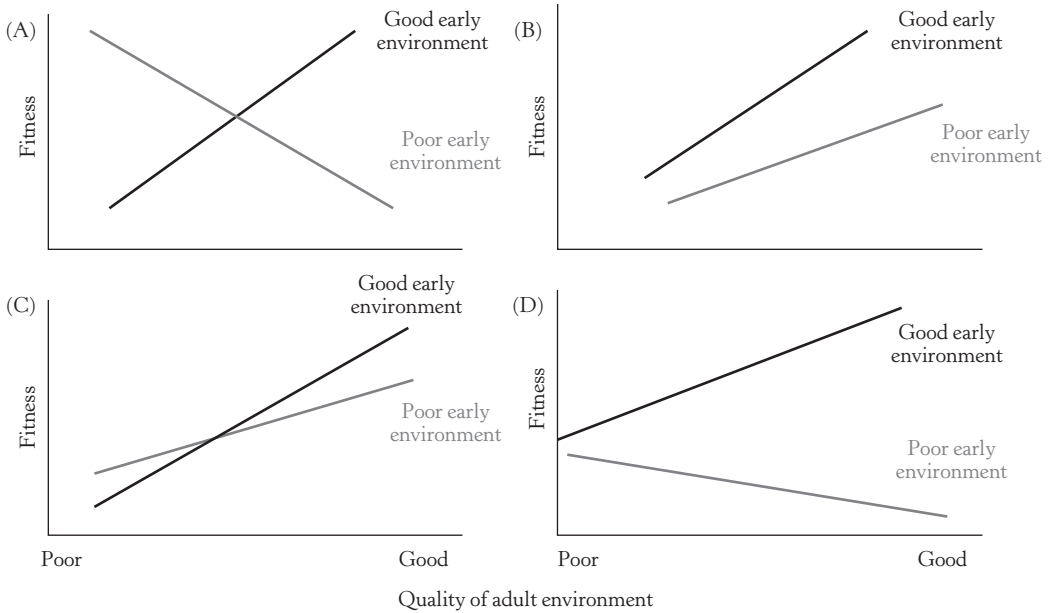 (A)
Good early
environment
Fitness
Poor early
environment
(B)
Good early
environment
Fitness
Poor early
environment
(C)
Good early
environment
Fitness
Poor early
environment
Poor
Good
(D)
Good early
environment
Fitness
Poor early
environment
Poor
Good
Quality of adult environment